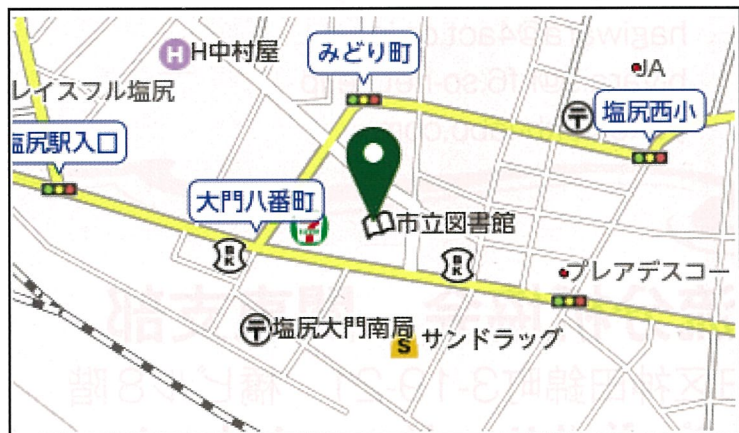 H中村屋
みどり町
JA
レイスフル塩尻
塩尻西小
塩尻駅入口
大門八番町
市立図書館
BK
BK
プレアデスコー
塩尻大門南局
サンドラッグ
S